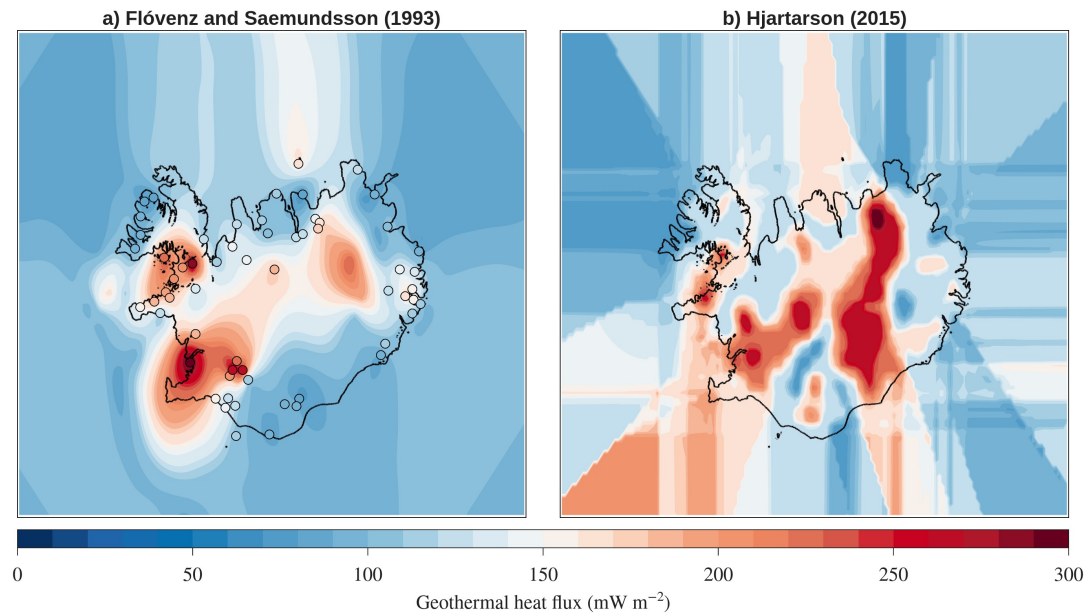 a) Flóvenz and Saemundsson (1993)
b) Hjartarson (2015)
0 50 100 150 200 250 300
Geothermal heat flux (mW m⁻²)